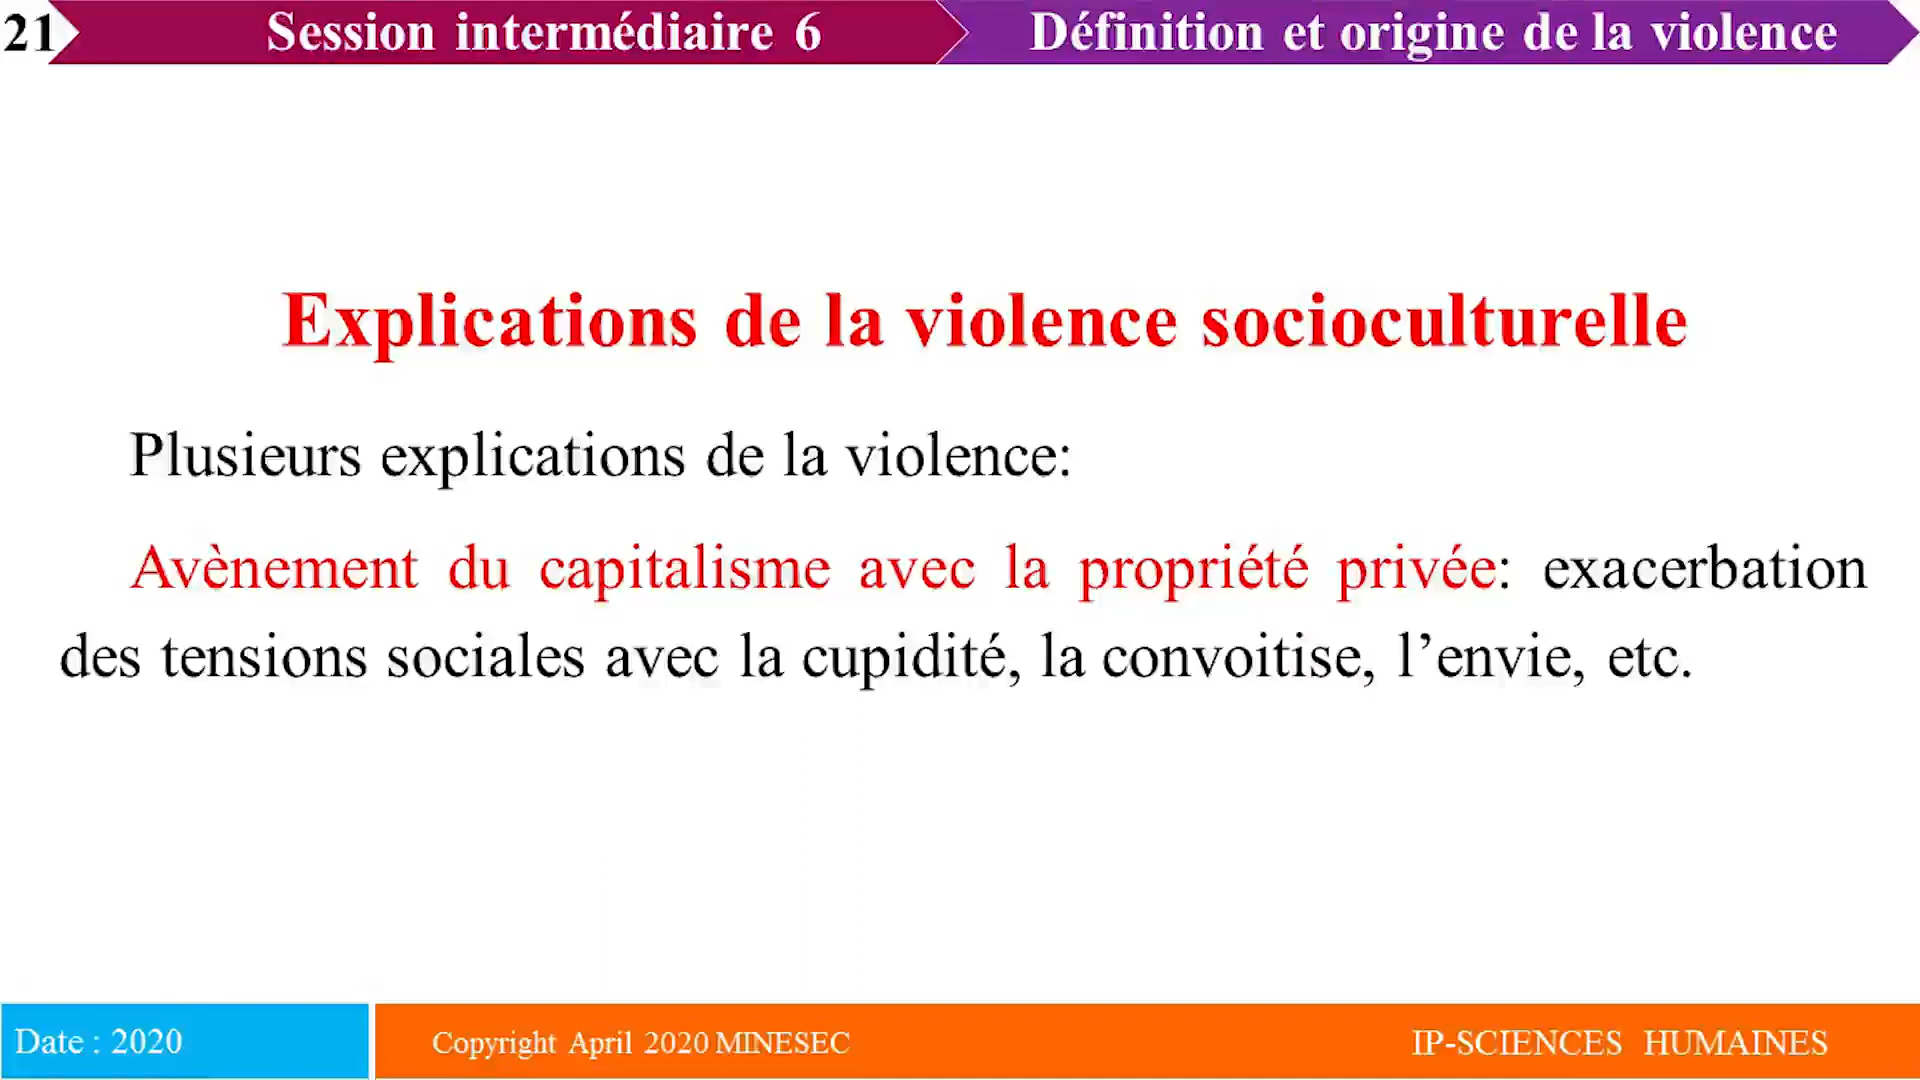 21
Session intermédiaire 6
Définition et origine de la violence
Explications de la violence socioculturelle
Plusieurs explications de la violence:
Avènement du capitalisme avec la propriété privée: exacerbation
des tensions sociales avec la cupidité, la convoitise, l’envie, etc.
Date : 2020
Copyright April 2020 MINESEC
IP-SCIENCES HUMAINES